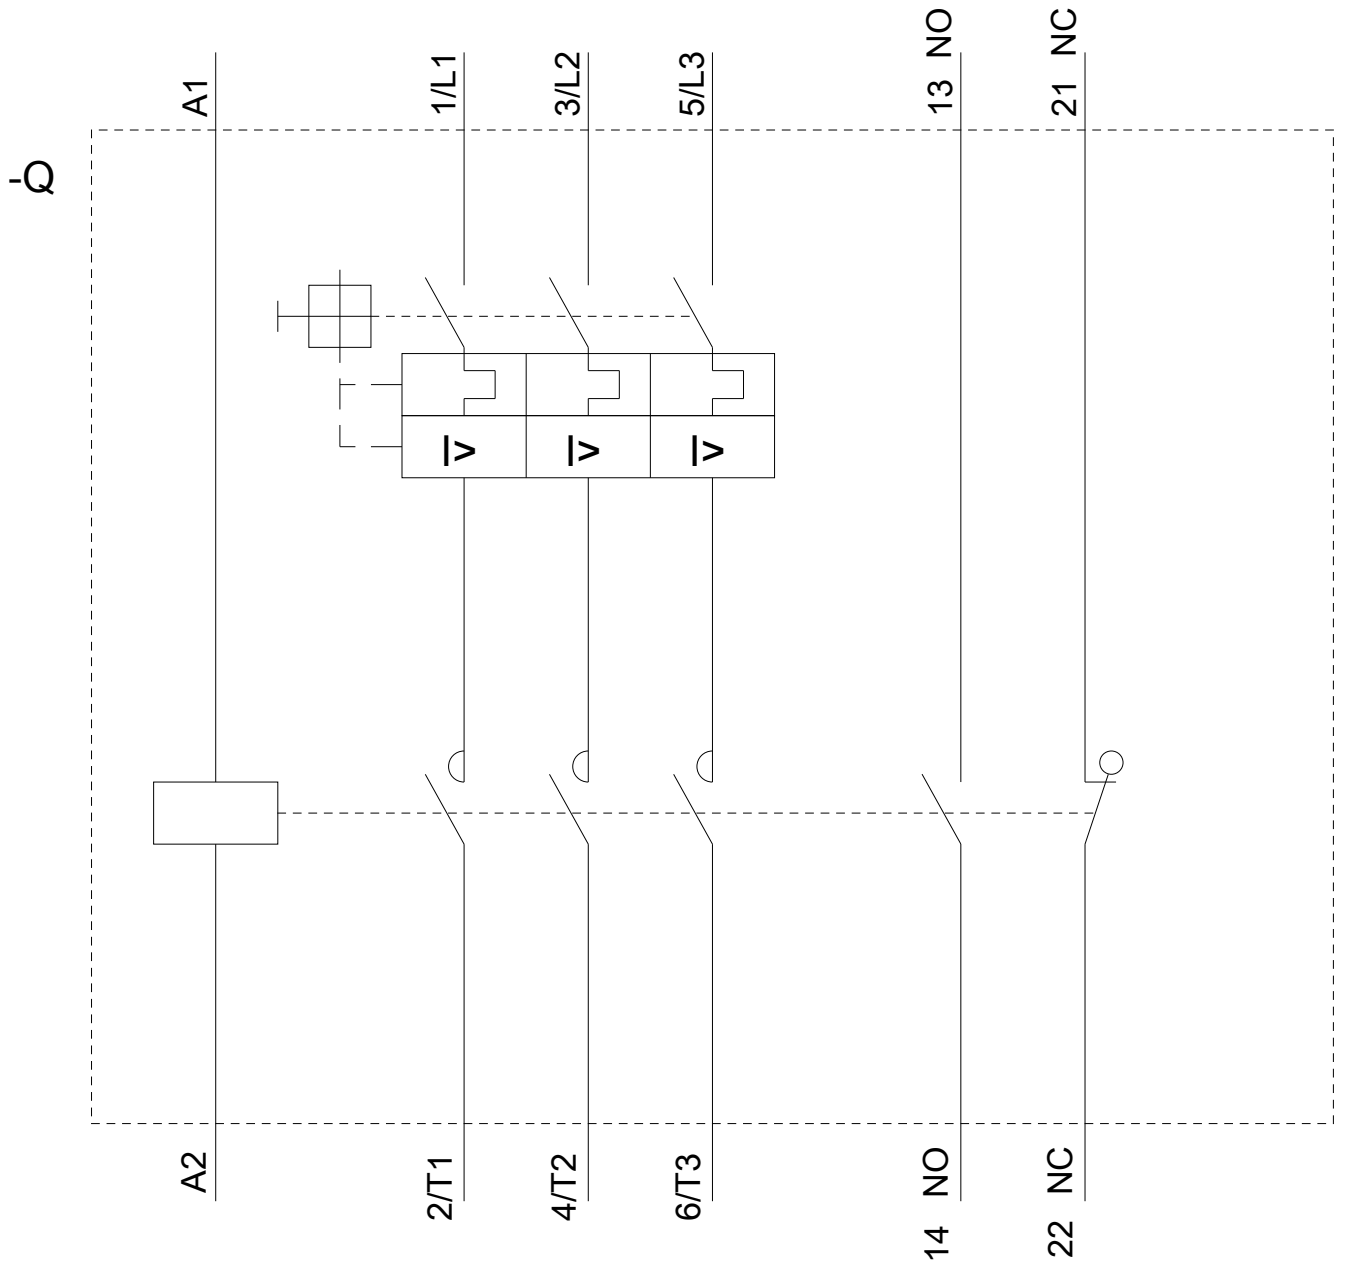 A1
1/L1
3/L2
5/L3
13 NO
21 NC
-Q
I>
I>
I>
A2
2/T1
4/T2
6/T3
14 NO
22 NC